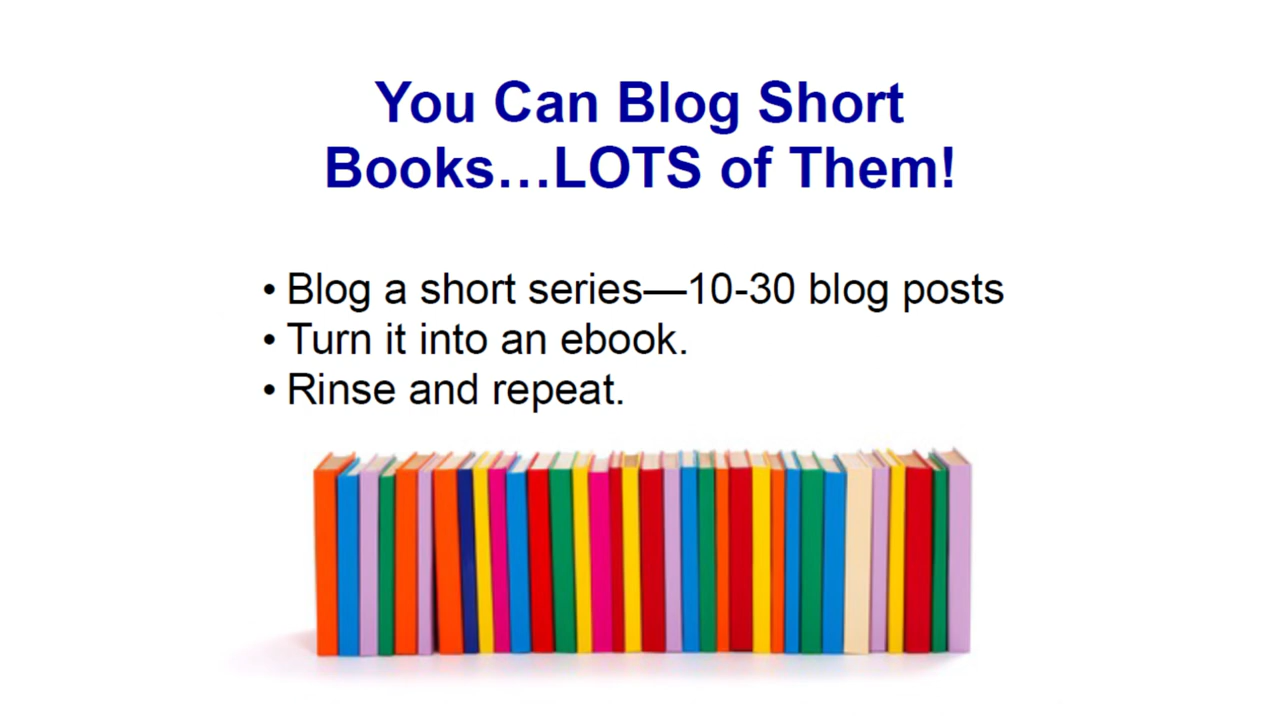 You Can Blog Short
Books…LOTS of Them!
• Blog a short series—10-30 blog posts
• Turn it into an ebook.
• Rinse and repeat.